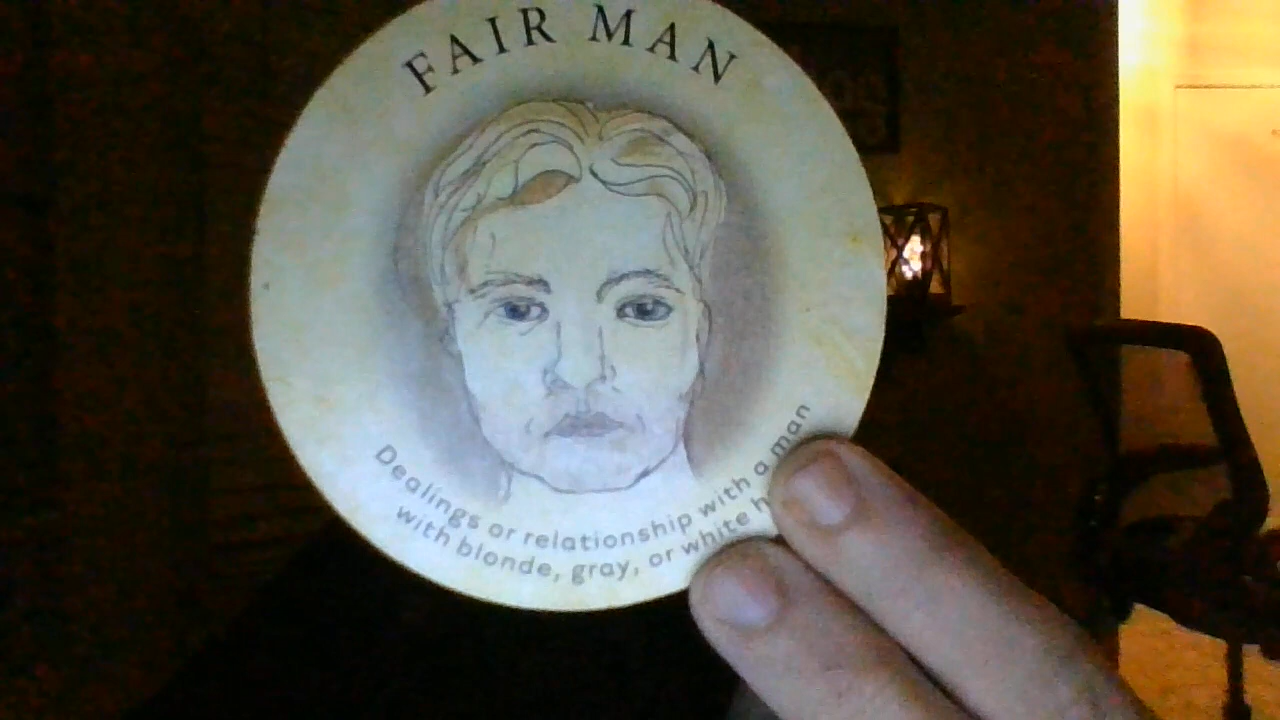 FAIR MAN
Dealings or relationship with a man
with blonde, gray, or white